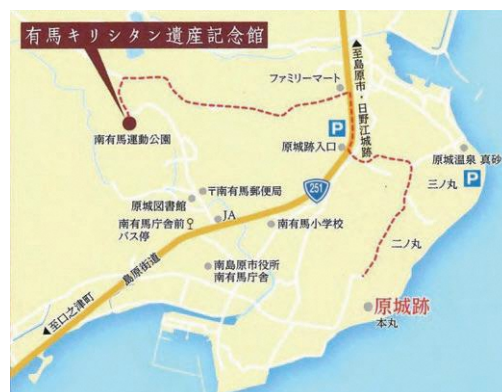 有馬キリシタン遺産記念館
▲至島原市・日野江城跡
ファミリーマート
南有馬運動公園
P
原城跡入口
原城温泉 真砂
P
三ノ丸
251
〒南有馬郵便局
原城図書館
JA
南有馬庁舎前
バス停
南有馬小学校
二ノ丸
島原街道
南島原市役所
南有馬庁舎
原城跡
本丸
▲至口之津町